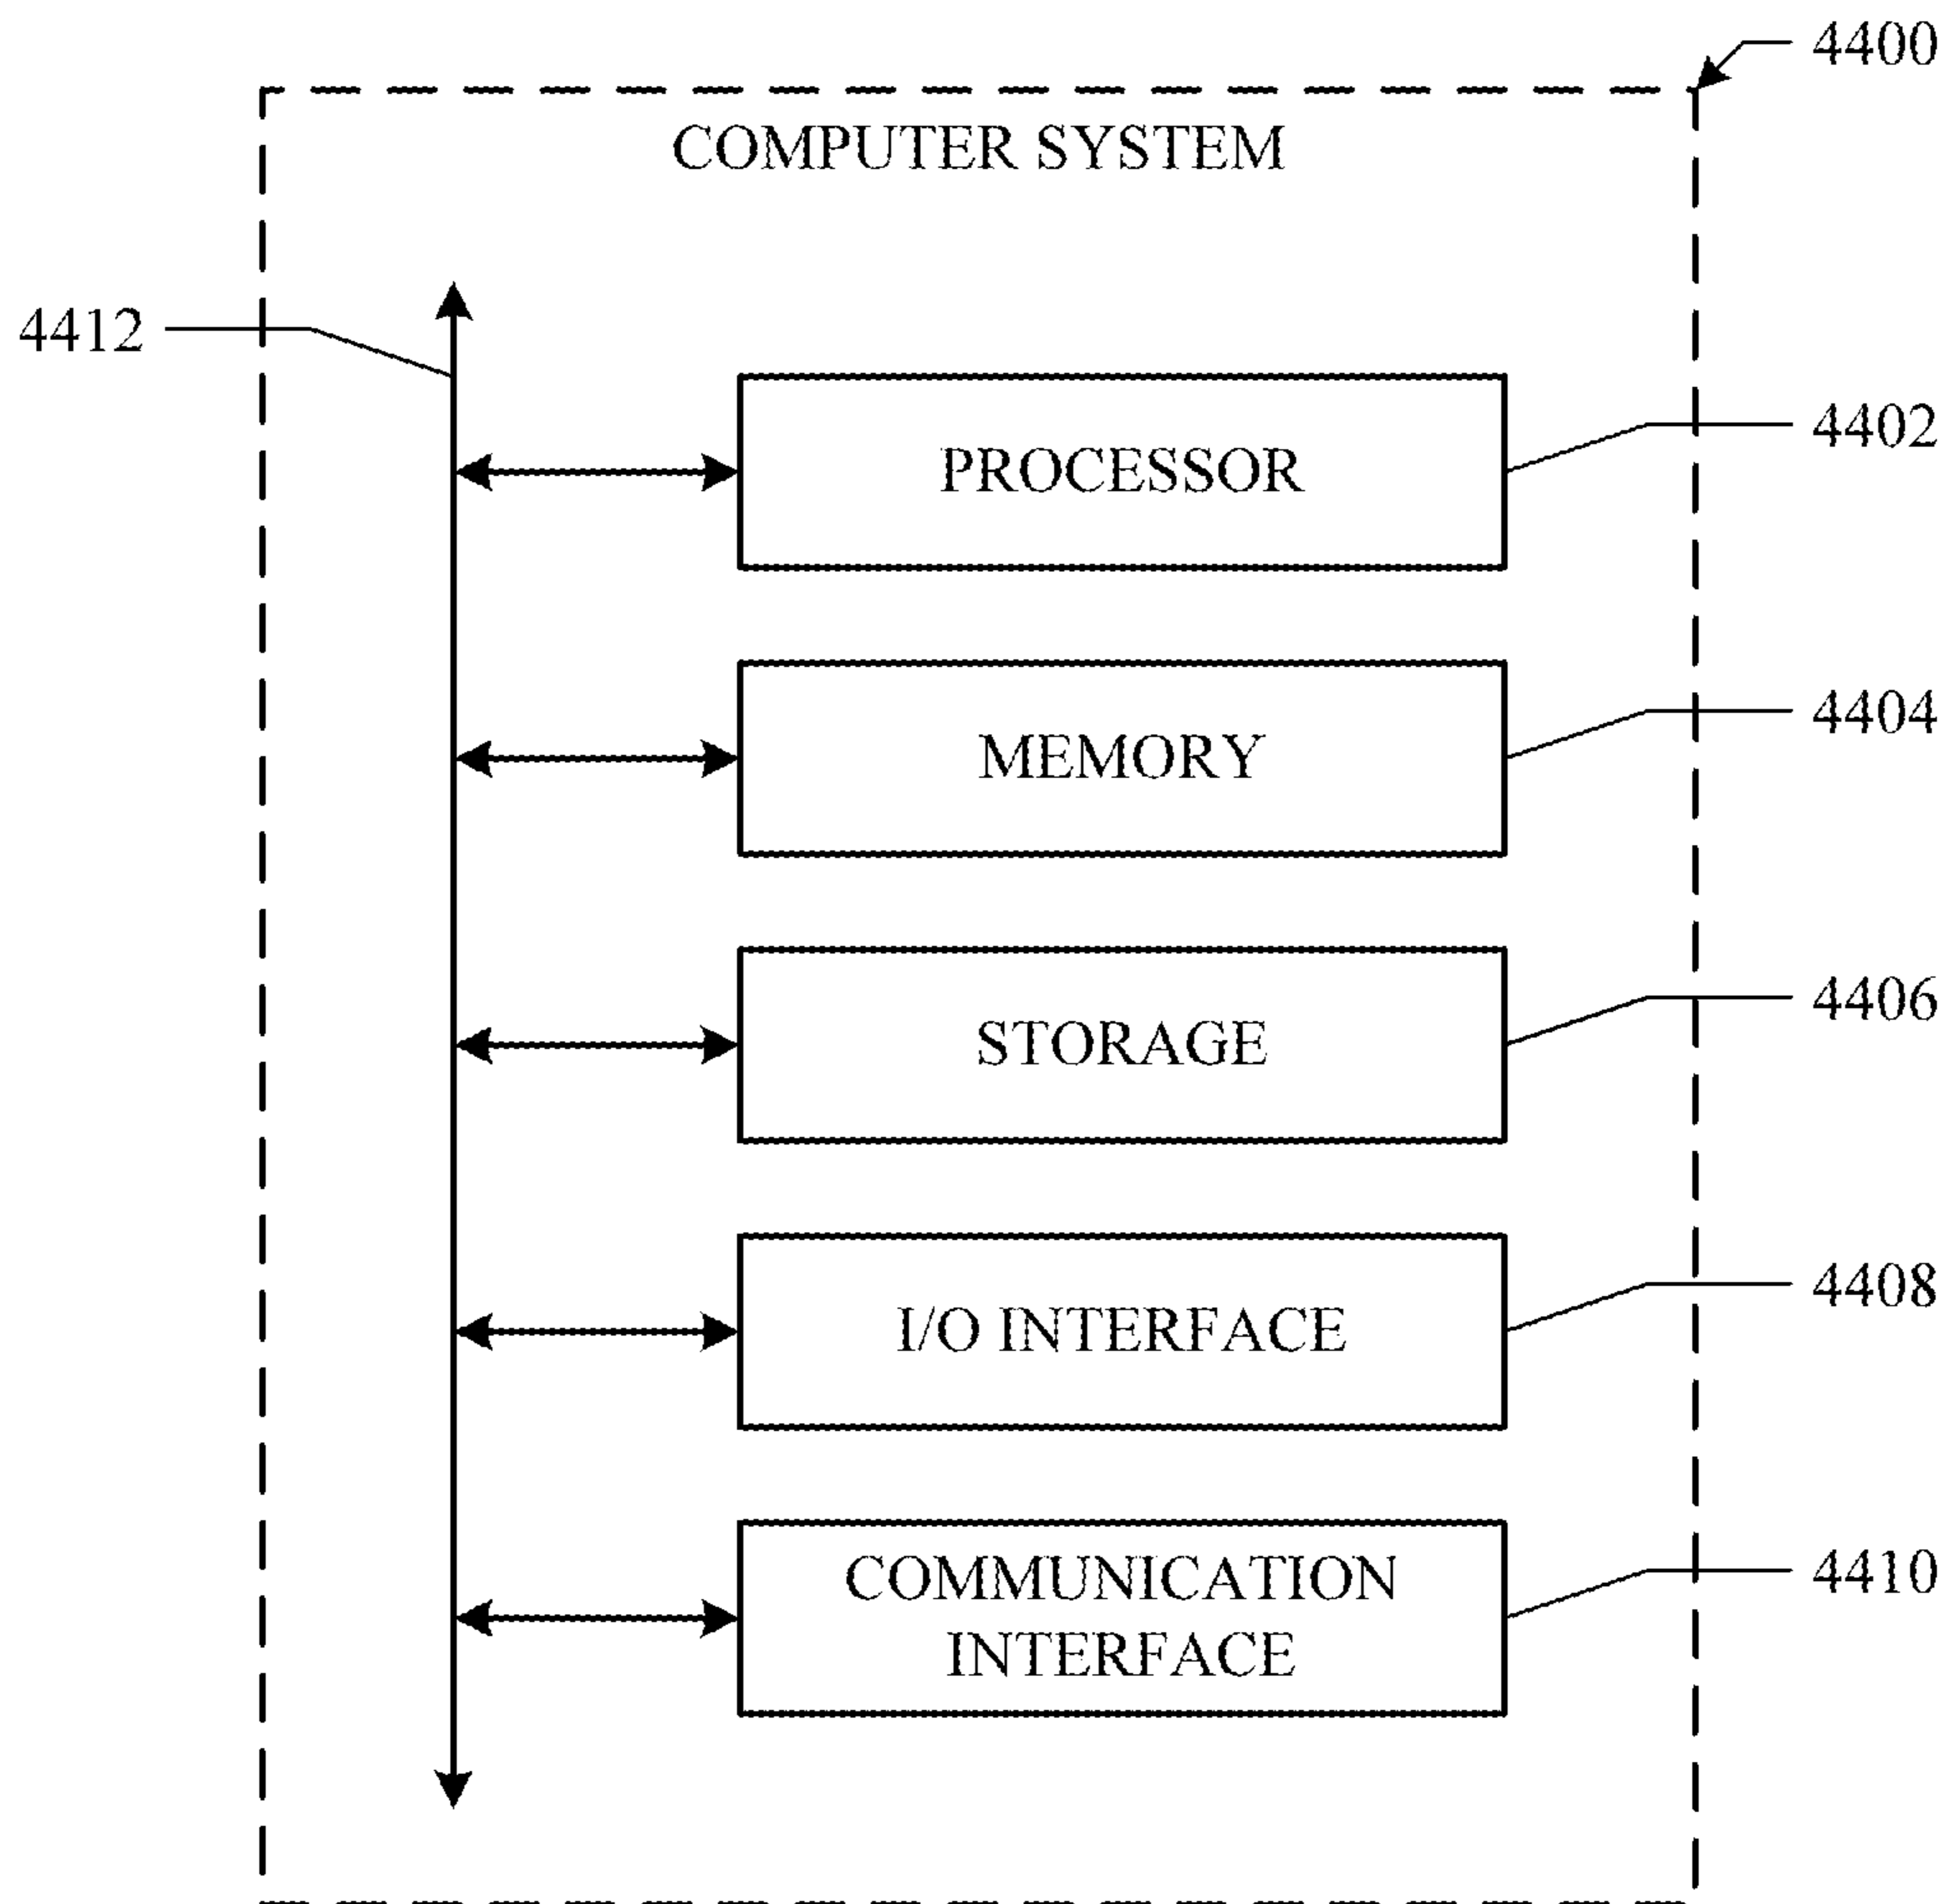 4400
COMPUTER SYSTEM
4412
PROCESSOR
4402
MEMORY
4404
STORAGE
4406
I/O INTERFACE
4408
COMMUNICATION
INTERFACE
4410